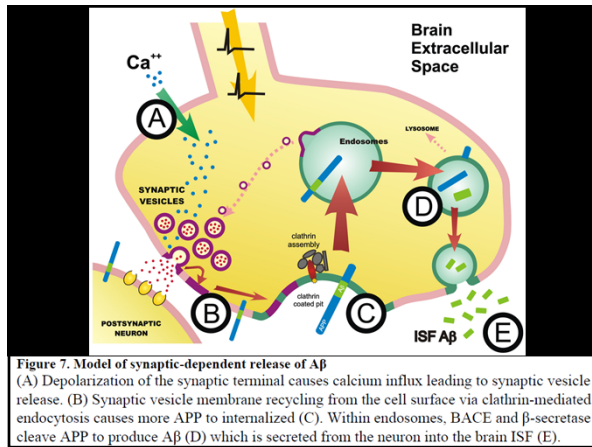 Brain
Extracellular
Space
Ca++
A
Endosomes
LYSOSOME
SYNAPTIC
VESICLES
D
clathrin
assembly
B
clathrin
coated pit
APP
Aβ
C
POSTSYNAPTIC
NEURON
ISF Aβ
E
Figure 7. Model of synaptic-dependent release of Aβ
(A) Depolarization of the synaptic terminal causes calcium influx leading to synaptic vesicle
release. (B) Synaptic vesicle membrane recycling from the cell surface via clathrin-mediated
endocytosis causes more APP to internalized (C). Within endosomes, BACE and β-secretase
cleave APP to produce Aβ (D) which is secreted from the neuron into the brain ISF (E).